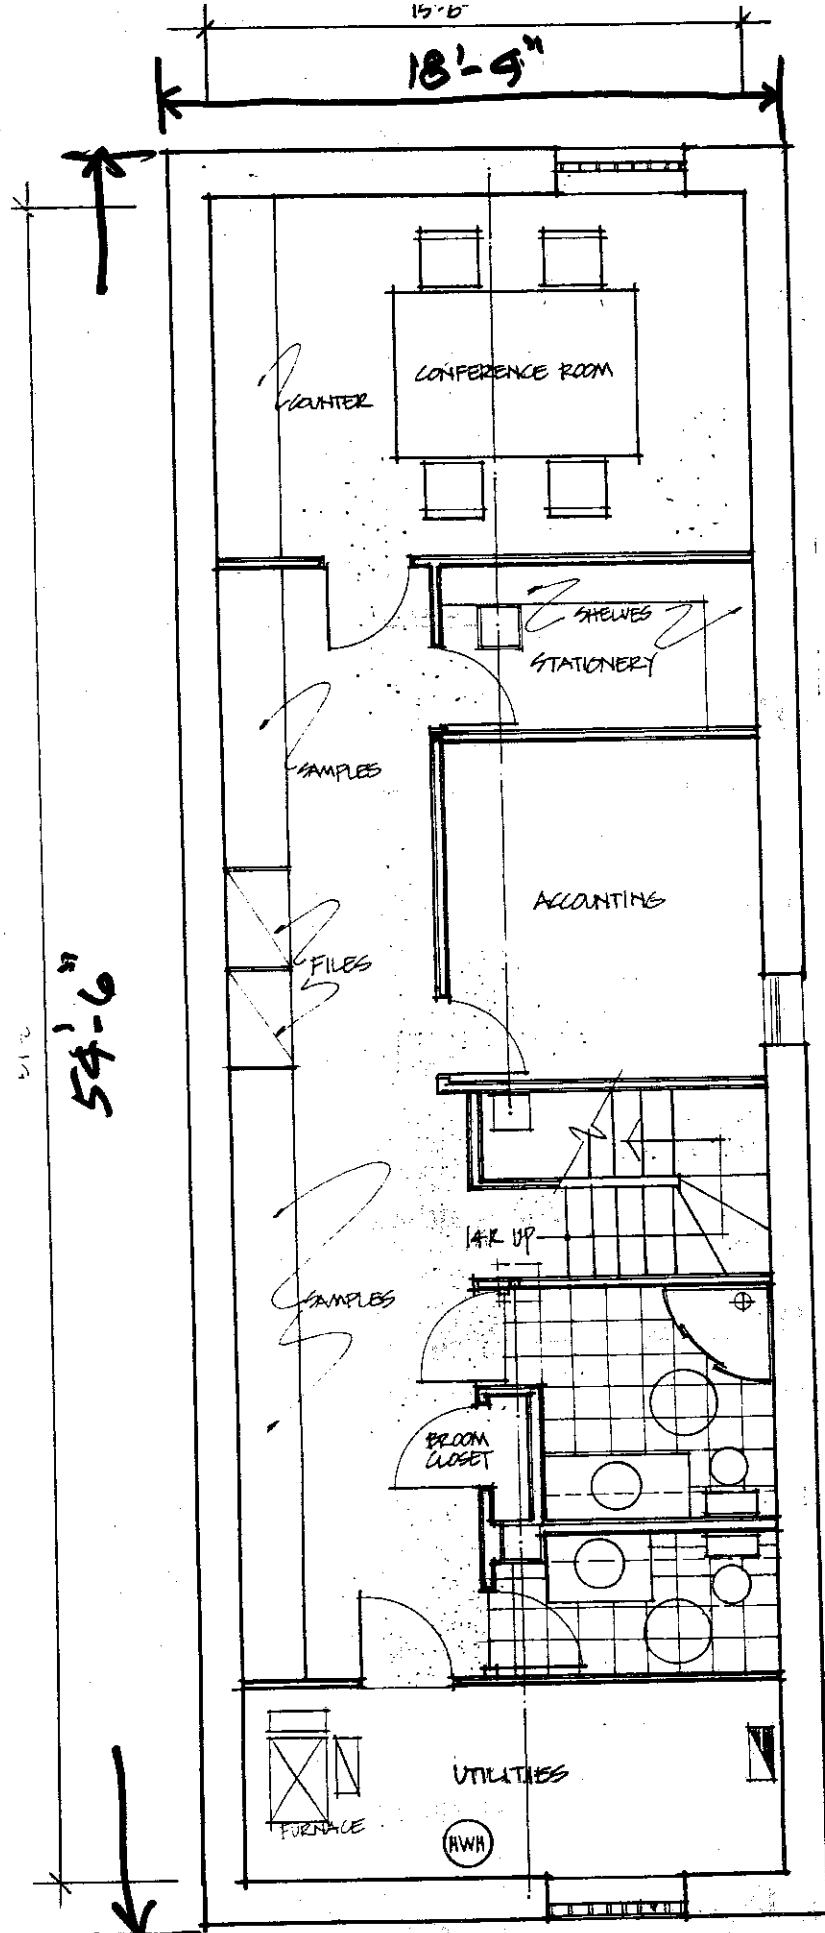 15'-6"
18'-9"
CONFERENCE ROOM
COUNTER
SHELVES
STATIONERY
SAMPLES
ACCOUNTING
FILES
54'-6"
14R UP
SAMPLES
BROOM
CLOSET
UTILITIES
FURNACE
HWH